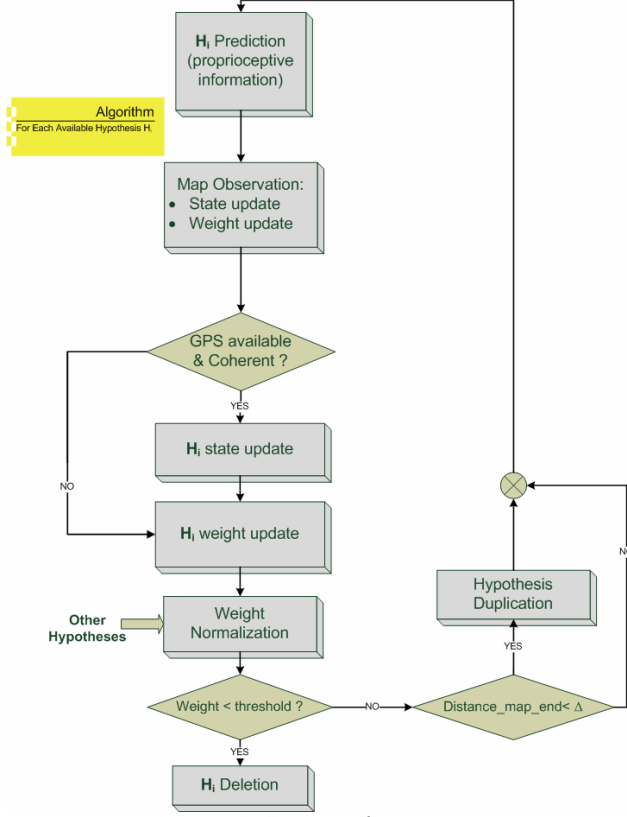 Hi Prediction
(proprioceptive
information)
Algorithm
For Each Available Hypothesis Hi
Map Observation:
• State update
• Weight update
GPS available
& Coherent ?
YES
Hi state update
NO
Hi weight update
NO
Hypothesis
Duplication
Other
Hypotheses
Weight
Normalization
YES
Weight < threshold ?
NO
Distance_map_end< Δ
YES
Hi Deletion